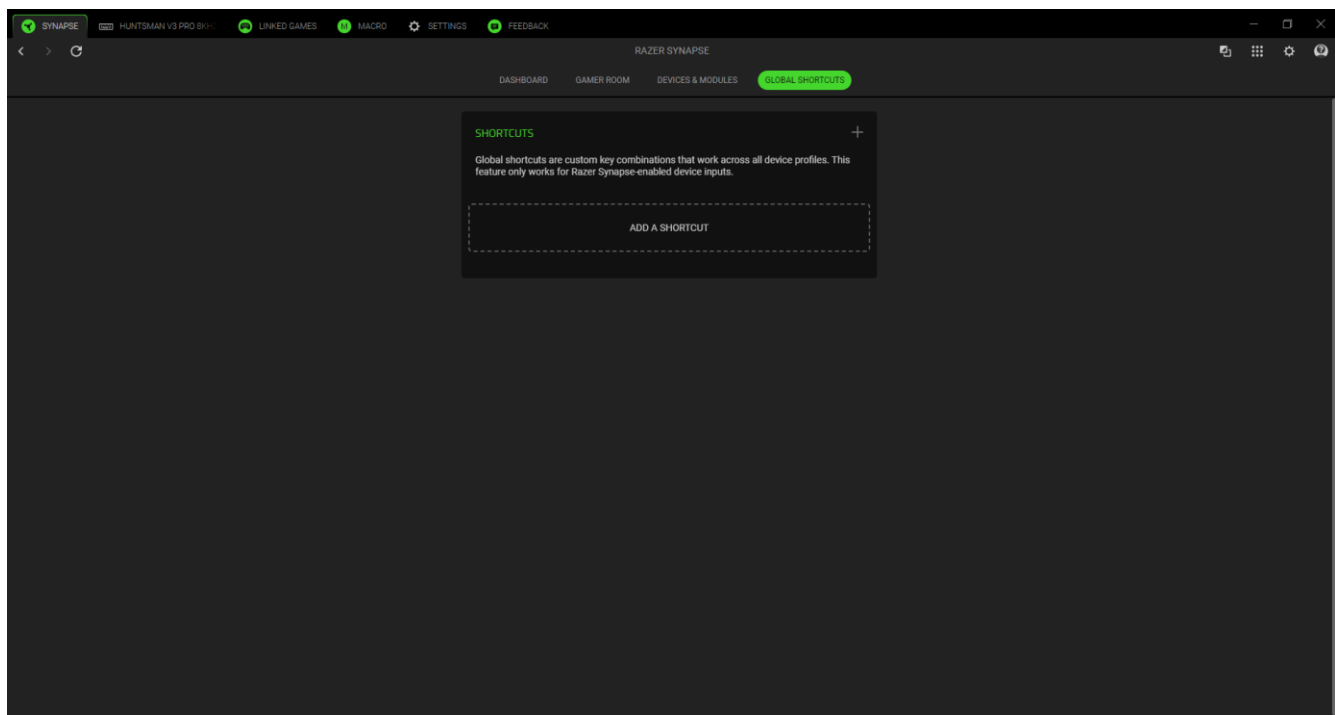 SYNAPSE HUNTSMAN V3 PRO 8KH LINKED GAMES M MACRO SETTINGS FEEDBACK
RAZER SYNAPSE
DASHBOARD GAMER ROOM DEVICES & MODULES GLOBAL SHORTCUTS
SHORTCUTS
Global shortcuts are custom key combinations that work across all device profiles. This
feature only works for Razer Synapse-enabled device inputs.
ADD A SHORTCUT